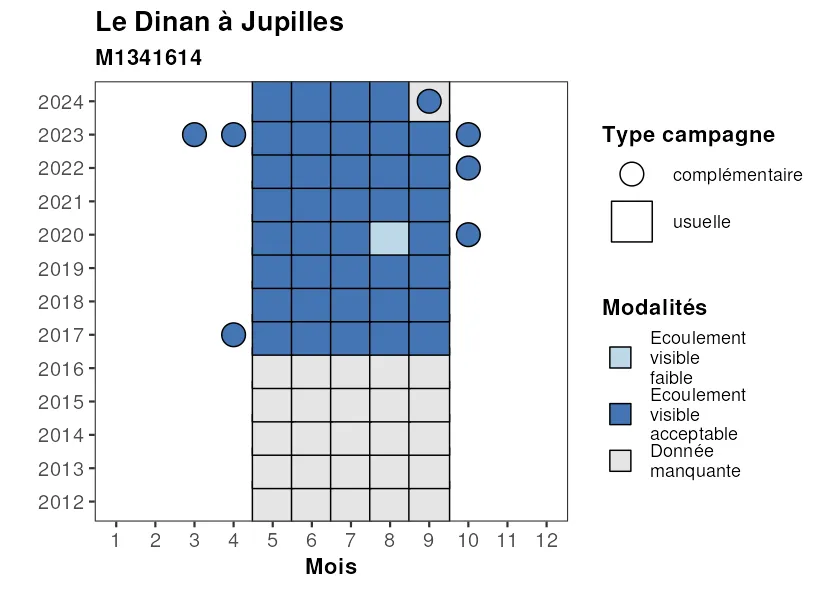 Le Dinan à Jupilles
M1341614
2024
2023
2022
2021
2020
2019
2018
2017
2016
2015
2014
2013
2012
1 2 3 4 5 6 7 8 9 10 11 12
Mois
Type campagne
complémentaire
usuelle
Modalités
Ecoulement
visible
faible
Ecoulement
visible
acceptable
Donnée
manquante